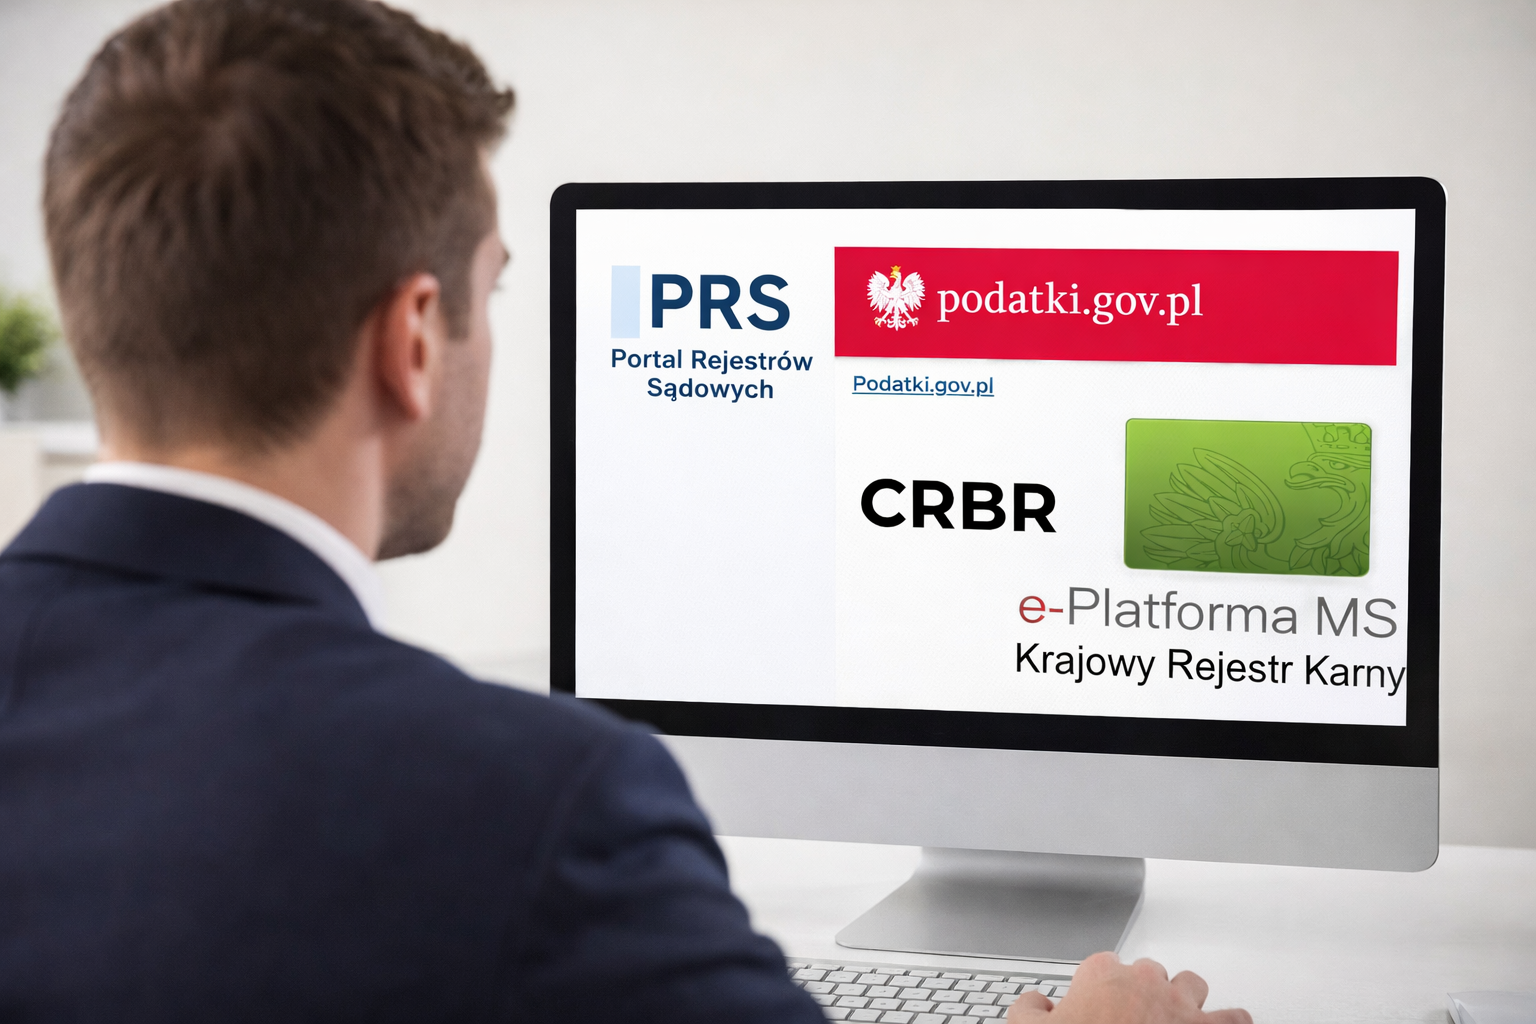 PRS
Portal Rejestrów
Sądowych
podatki.gov.pl
Podatki.gov.pl
CRBR
e-Platforma MS
Krajowy Rejestr Karny